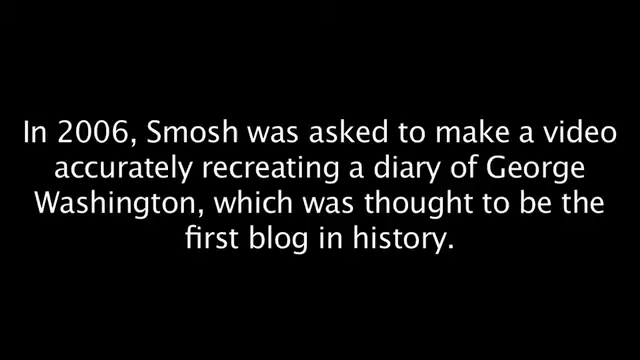 In 2006, Smosh was asked to make a video
accurately recreating a diary of George
Washington, which was thought to be the
first blog in history.